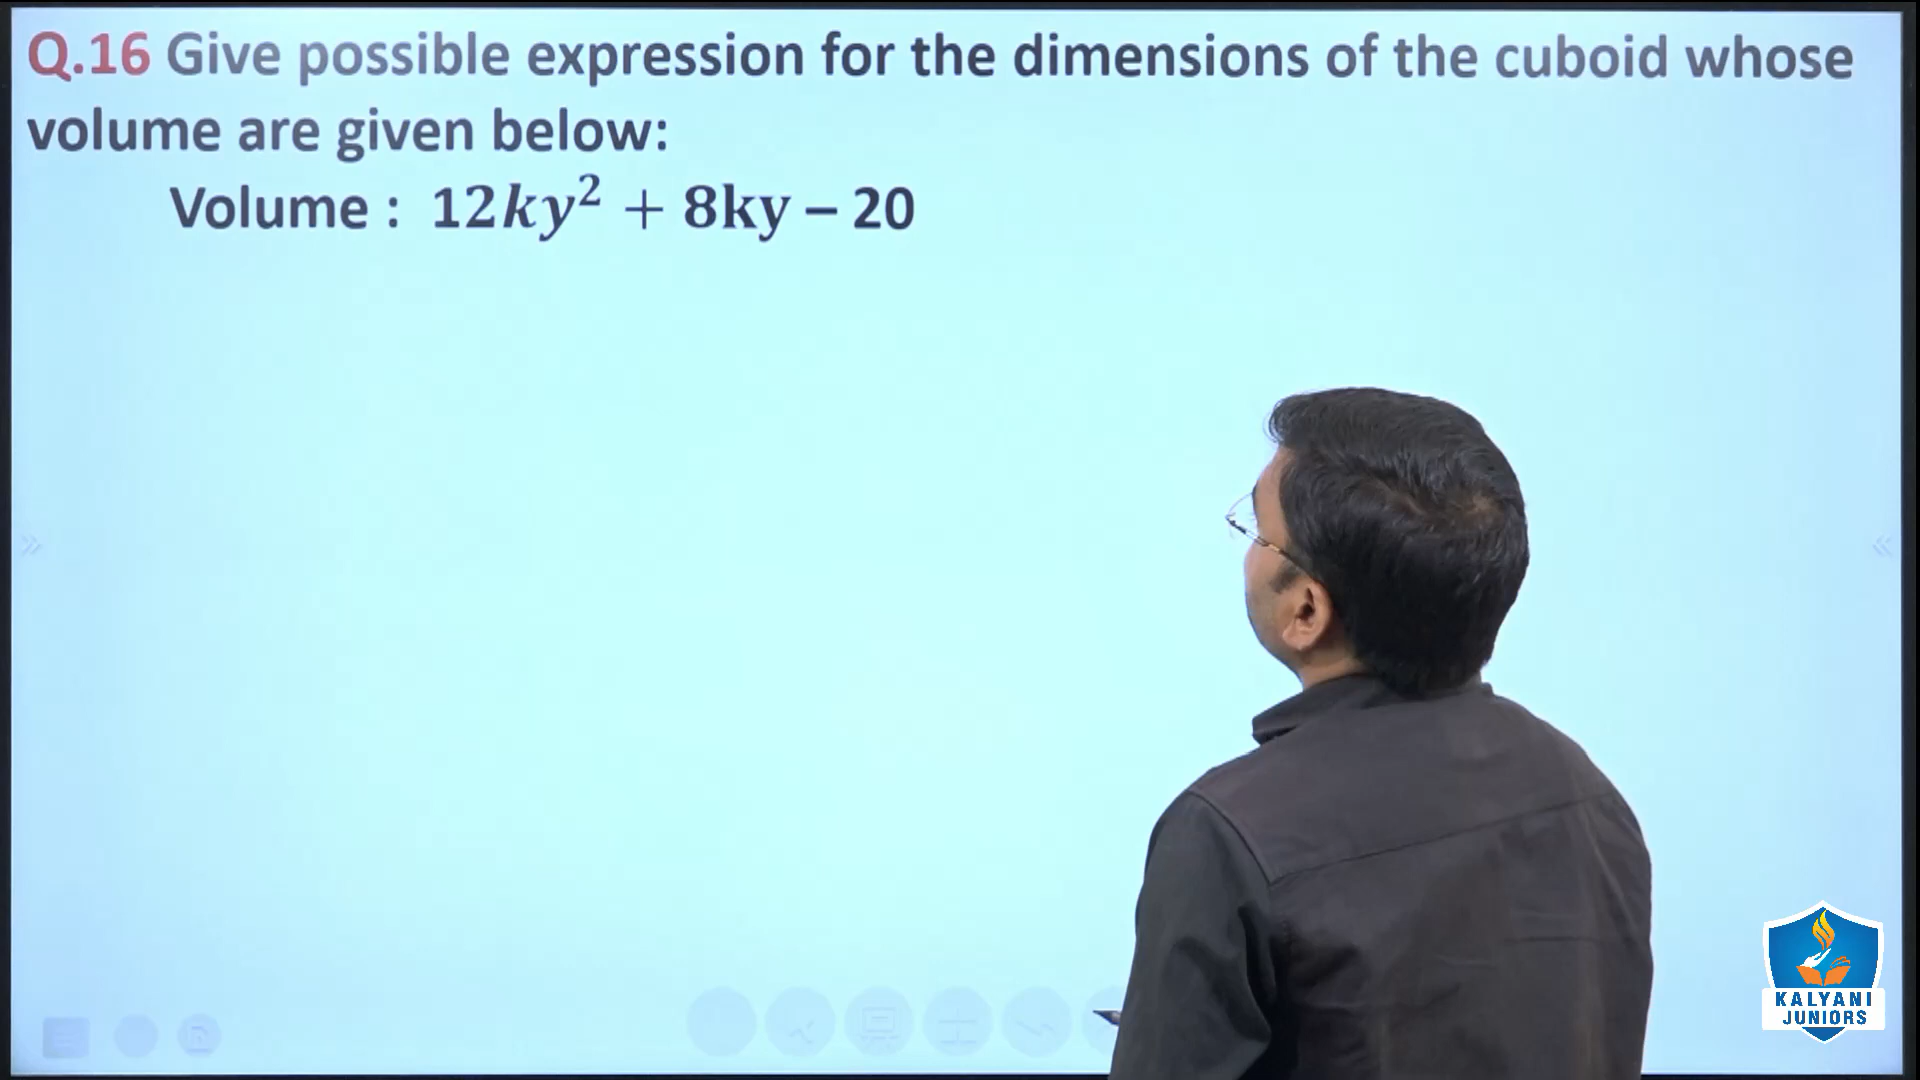 Q.16 Give possible expression for the dimensions of the cuboid whose
volume are given below:
Volume : 12ky² + 8ky – 20
KALYANI
JUNIORS